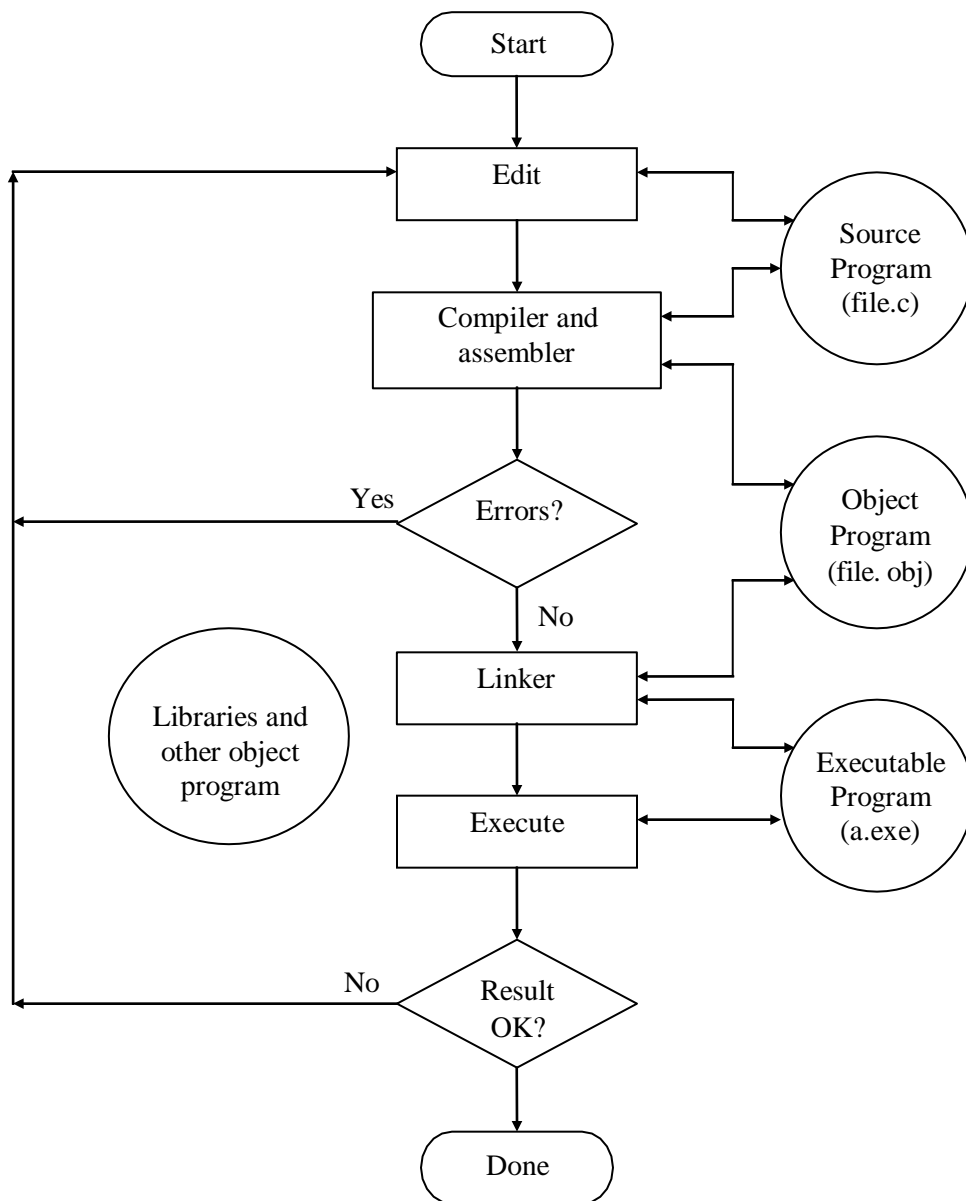 Start
Edit
Source
Program
(file.c)
Compiler and
assembler
Yes
Errors?
Object
Program
(file. obj)
No
Linker
Libraries and
other object
program
Executable
Program
(a.exe)
Execute
No
Result
OK?
Done